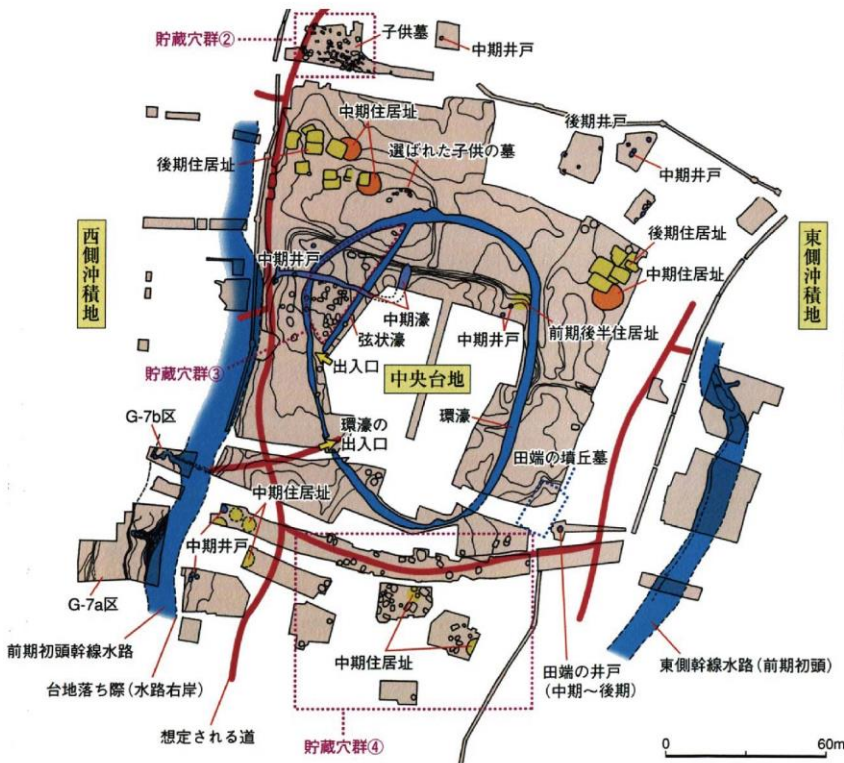 貯蔵穴群②
子供墓
中期井戸
中期住居址
後期井戸
後期住居址
選ばれた子供の墓
中期井戸
西側沖積地
東側沖積地
後期住居址
中期井戸
中期住居址
中期濠
中期井戸
前期後半住居址
弦状濠
貯蔵穴群③
出入口
中央台地
G-7b区
環濠の
出入口
環濠
田端の墳丘墓
中期住居址
中期井戸
G-7a区
前期初頭幹線水路
中期住居址
田端の井戸
(中期〜後期)
東側幹線水路(前期初頭)
台地落ち際(水路右岸)
想定される道
貯蔵穴群④
0
60m